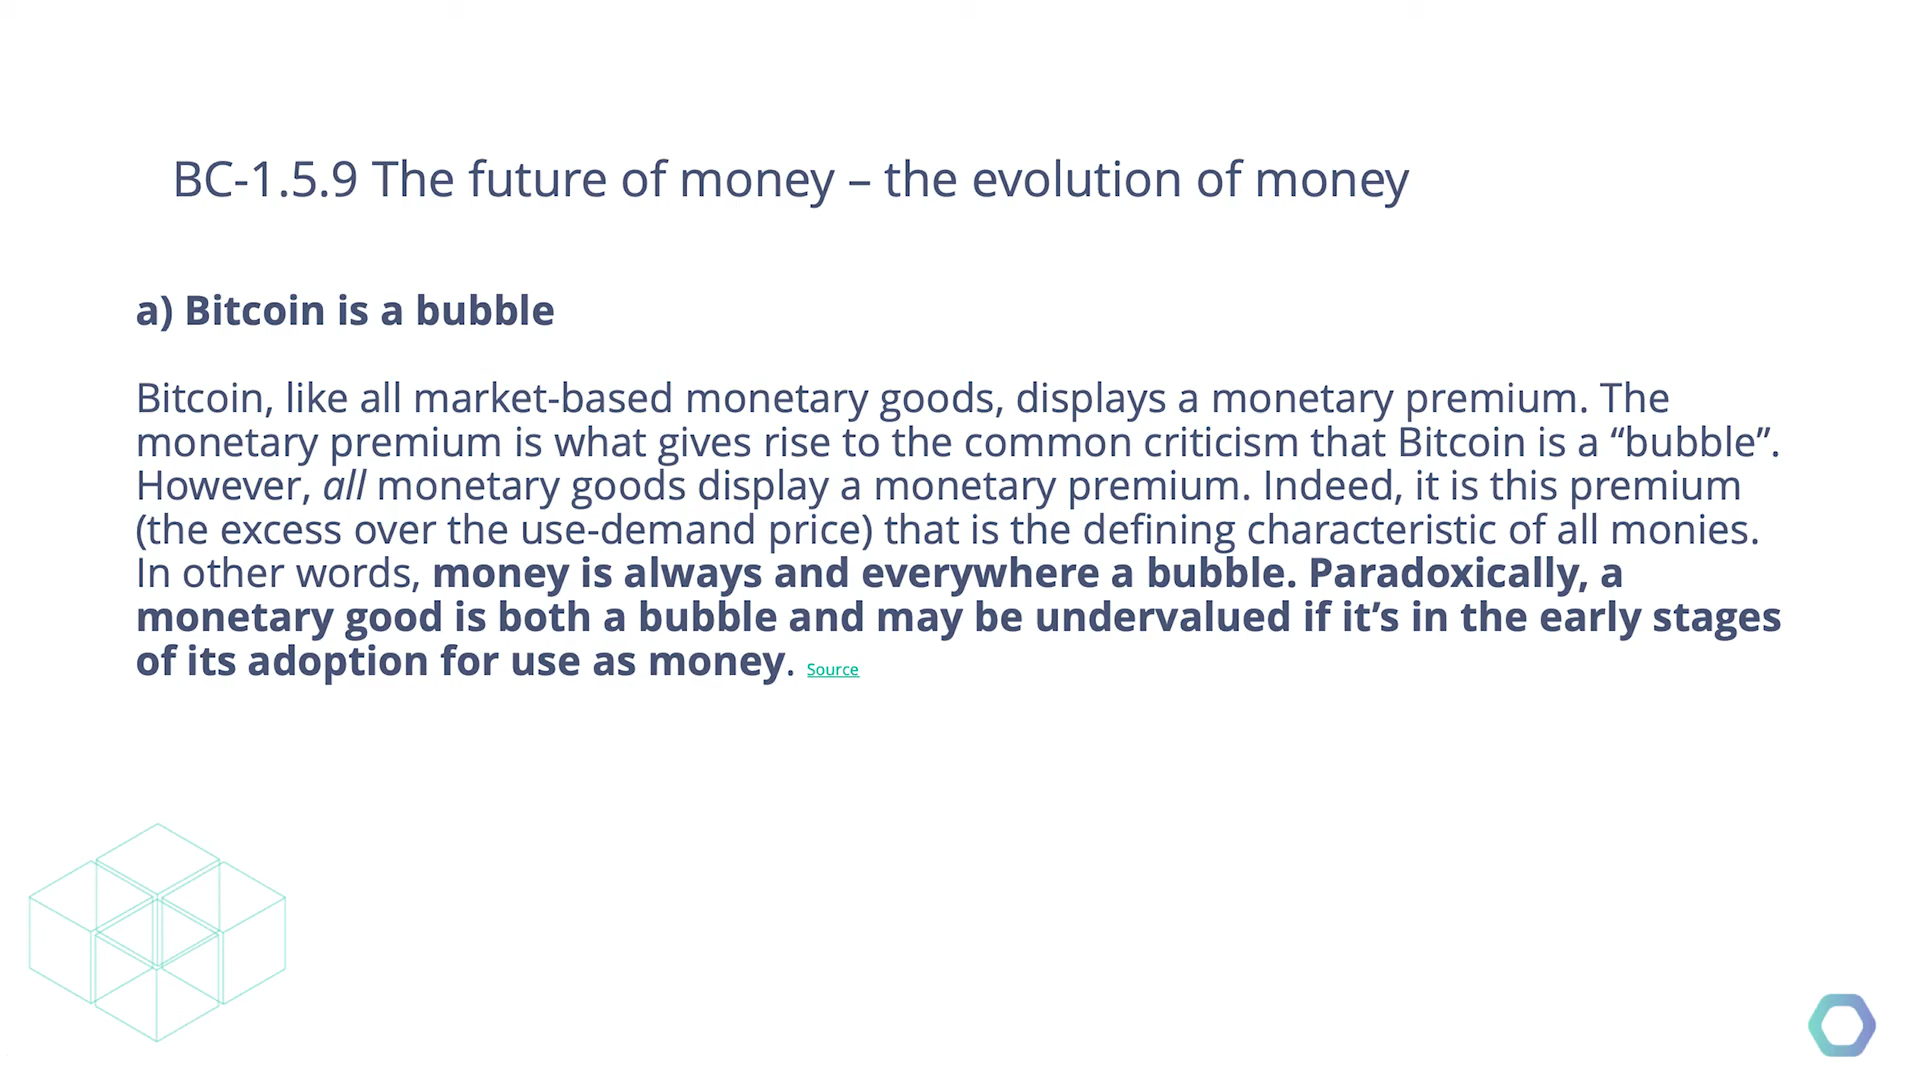 BC-1.5.9 The future of money – the evolution of money
a) Bitcoin is a bubble
Bitcoin, like all market-based monetary goods, displays a monetary premium. The
monetary premium is what gives rise to the common criticism that Bitcoin is a “bubble”.
However, all monetary goods display a monetary premium. Indeed, it is this premium
(the excess over the use-demand price) that is the defining characteristic of all monies.
In other words, money is always and everywhere a bubble. Paradoxically, a
monetary good is both a bubble and may be undervalued if it’s in the early stages
of its adoption for use as money. Source